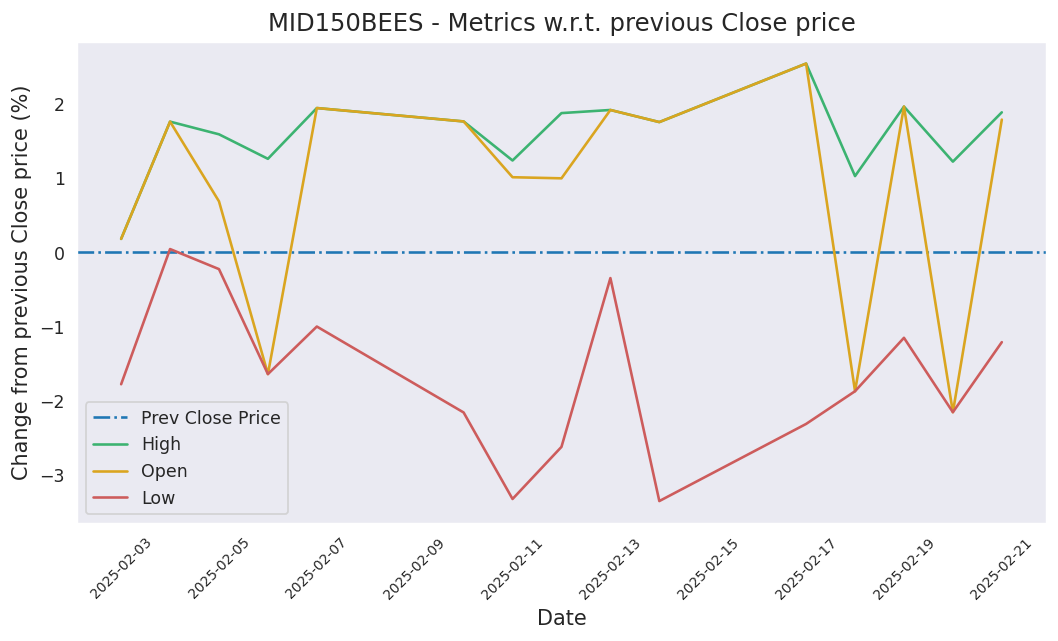 MID150BEES - Metrics w.r.t. previous Close price
Change from previous Close price (%)
2
1
0
−1
−2
−3
Prev Close Price
High
Open
Low
2025-02-03
2025-02-05
2025-02-07
2025-02-09
2025-02-11
2025-02-13
2025-02-15
2025-02-17
2025-02-19
2025-02-21
Date